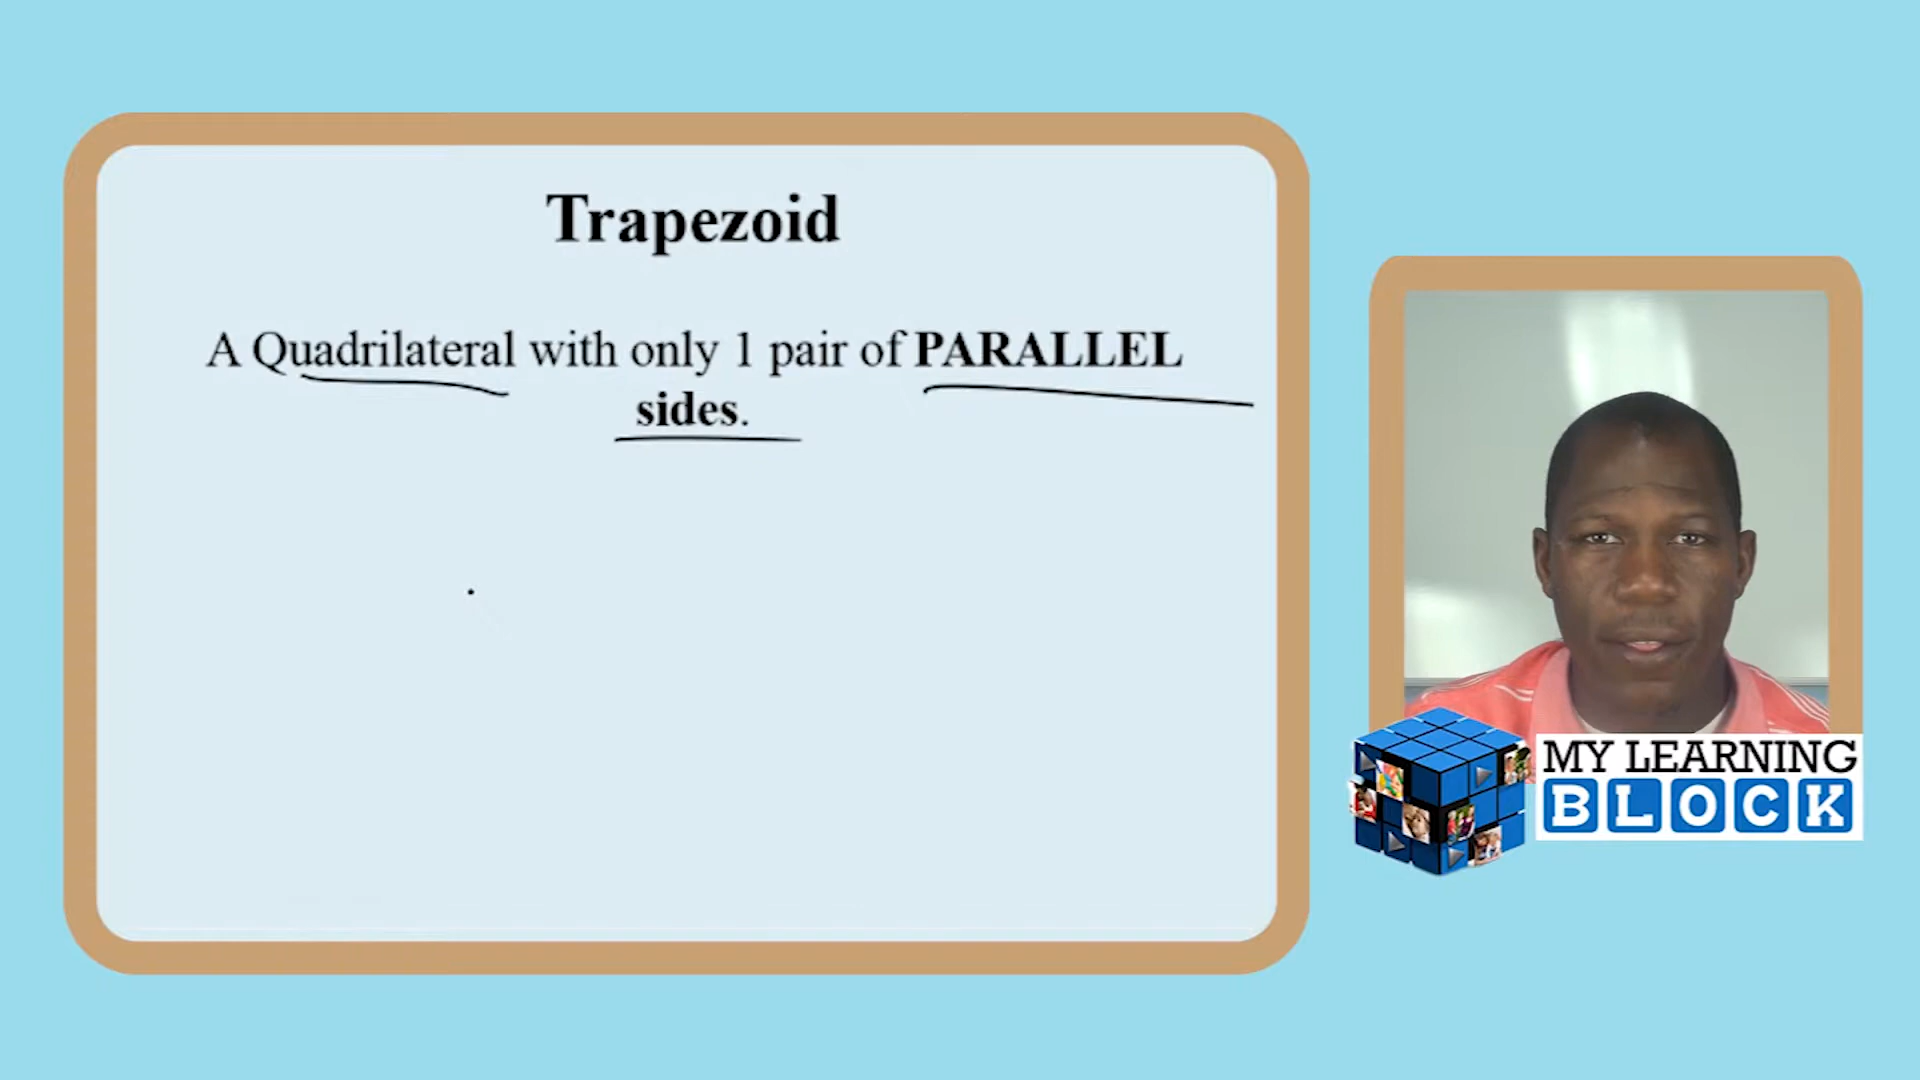 Trapezoid
A Quadrilateral with only 1 pair of PARALLEL
sides.
MY LEARNING
BLOCK